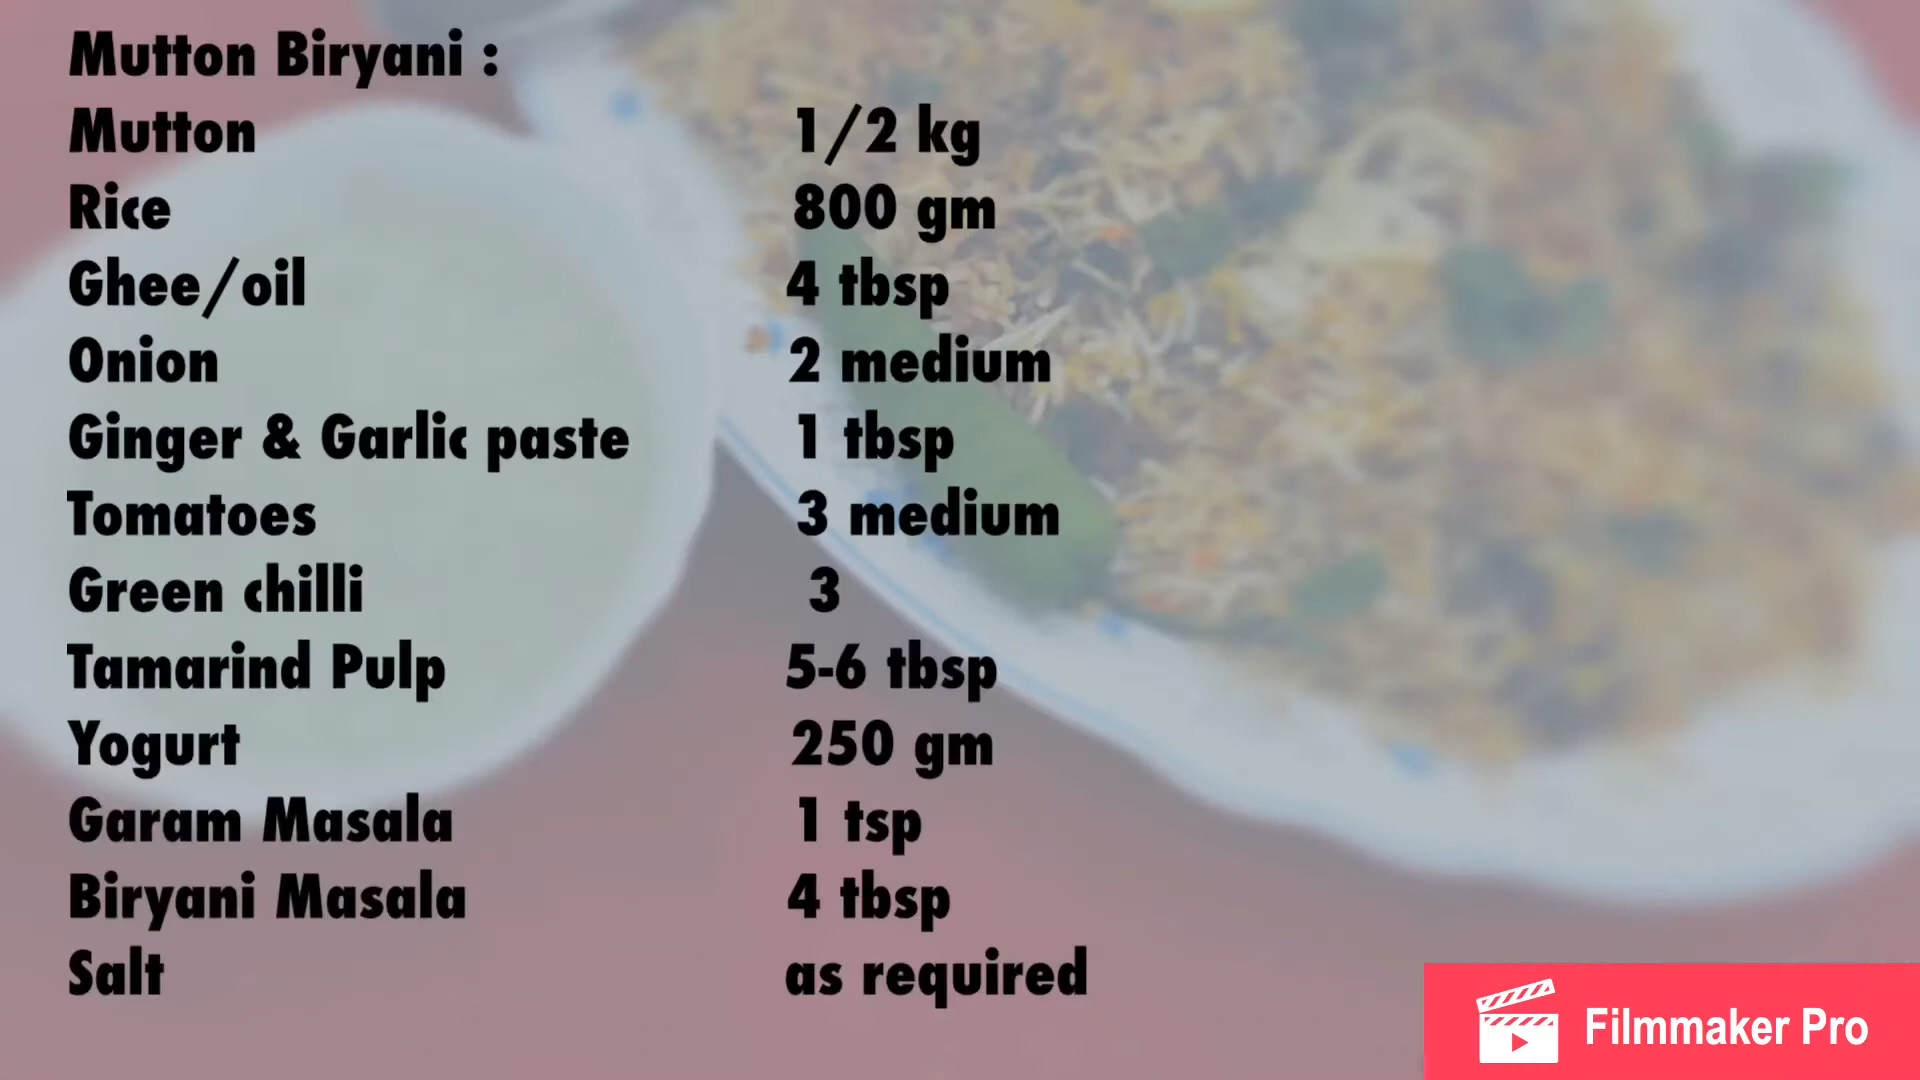 Mutton Biryani :
Mutton 1/2 kg
Rice 800 gm
Ghee/oil 4 tbsp
Onion 2 medium
Ginger & Garlic paste 1 tbsp
Tomatoes 3 medium
Green chilli 3
Tamarind Pulp 5-6 tbsp
Yogurt 250 gm
Garam Masala 1 tsp
Biryani Masala 4 tbsp
Salt as required
Filmmaker Pro